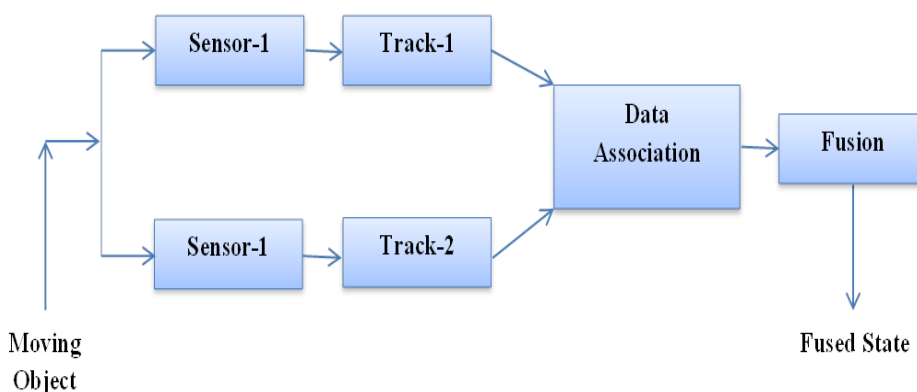 Sensor-1
Track-1
Data
Association
Fusion
Sensor-1
Track-2
Moving
Object
Fused State